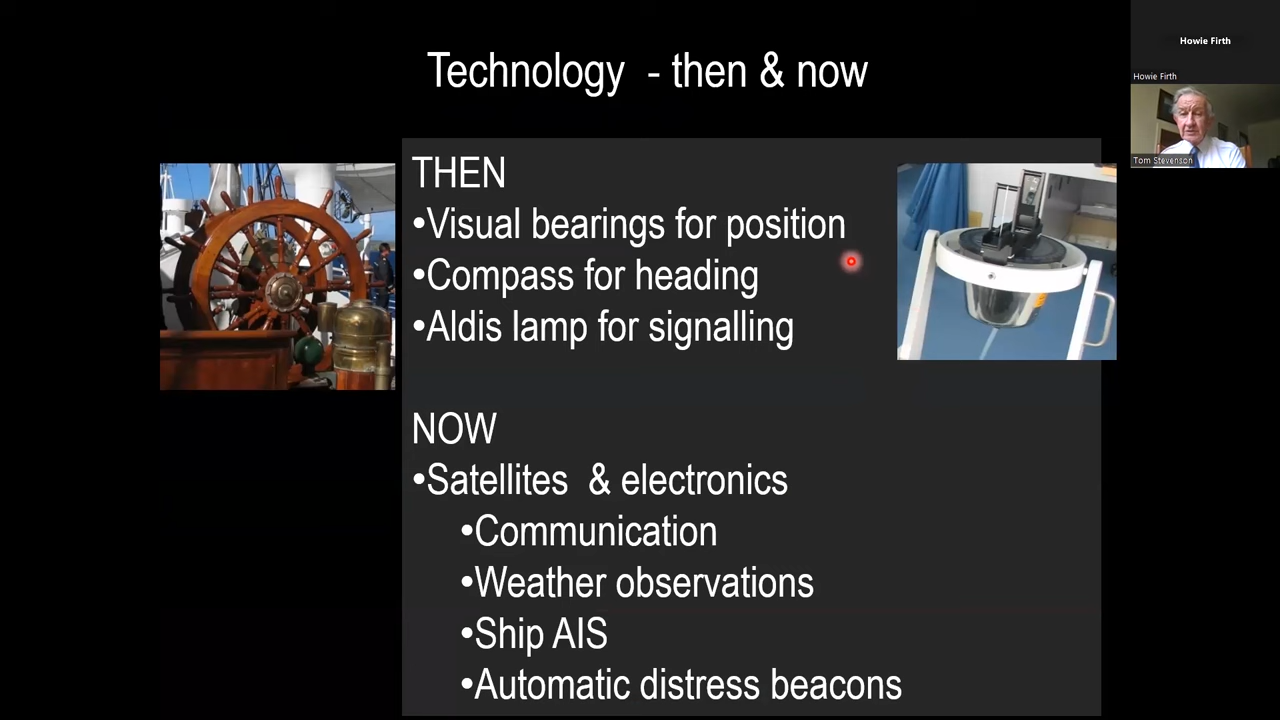 Technology - then & now
THEN
•Visual bearings for position
•Compass for heading
•Aldis lamp for signalling
NOW
•Satellites & electronics
•Communication
•Weather observations
•Ship AIS
•Automatic distress beacons
Howie Firth
Howie Firth
Tom Stevenson